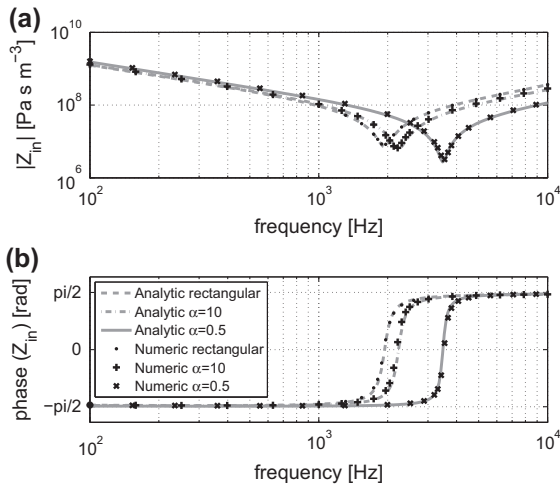 (a)
10^10
10^8
10^6
|Z_in| [Pa s m^−3]
10^2
10^3
10^4
frequency [Hz]
(b)
pi/2
0
−pi/2
phase (Z_in) [rad]
Analytic rectangular
Analytic α=10
Analytic α=0.5
Numeric rectangular
Numeric α=10
Numeric α=0.5
10^2
10^3
10^4
frequency [Hz]